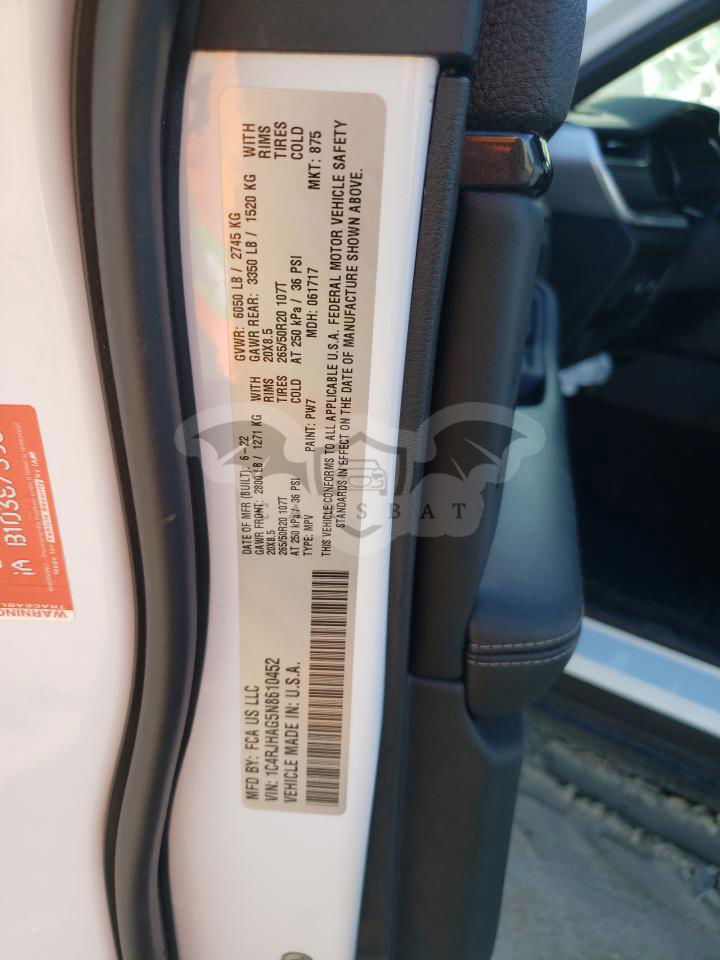 MFD BY: FCA US LLC
VIN: 1C4RJHAG5N8610452
VEHICLE MADE IN: U.S.A.
DATE OF MFR (BUILT): 6-22
GVWR: 6050 LB / 2745 KG
GAWR FRONT: 2800 LB / 1271 KG WITH
GAWR REAR: 3350 LB / 1520 KG WITH
20X8.5 RIMS
20X8.5 RIMS
265/50R20 107T TIRES
265/50R20 107T TIRES
AT 250 kPa / 36 PSI COLD
AT 250 kPa / 36 PSI COLD
TYPE: MPV
PAINT: PW7
MDH: 061717
MKT: 875
THIS VEHICLE CONFORMS TO ALL APPLICABLE U.S.A. FEDERAL MOTOR VEHICLE SAFETY
STANDARDS IN EFFECT ON THE DATE OF MANUFACTURE SHOWN ABOVE.
WARNING